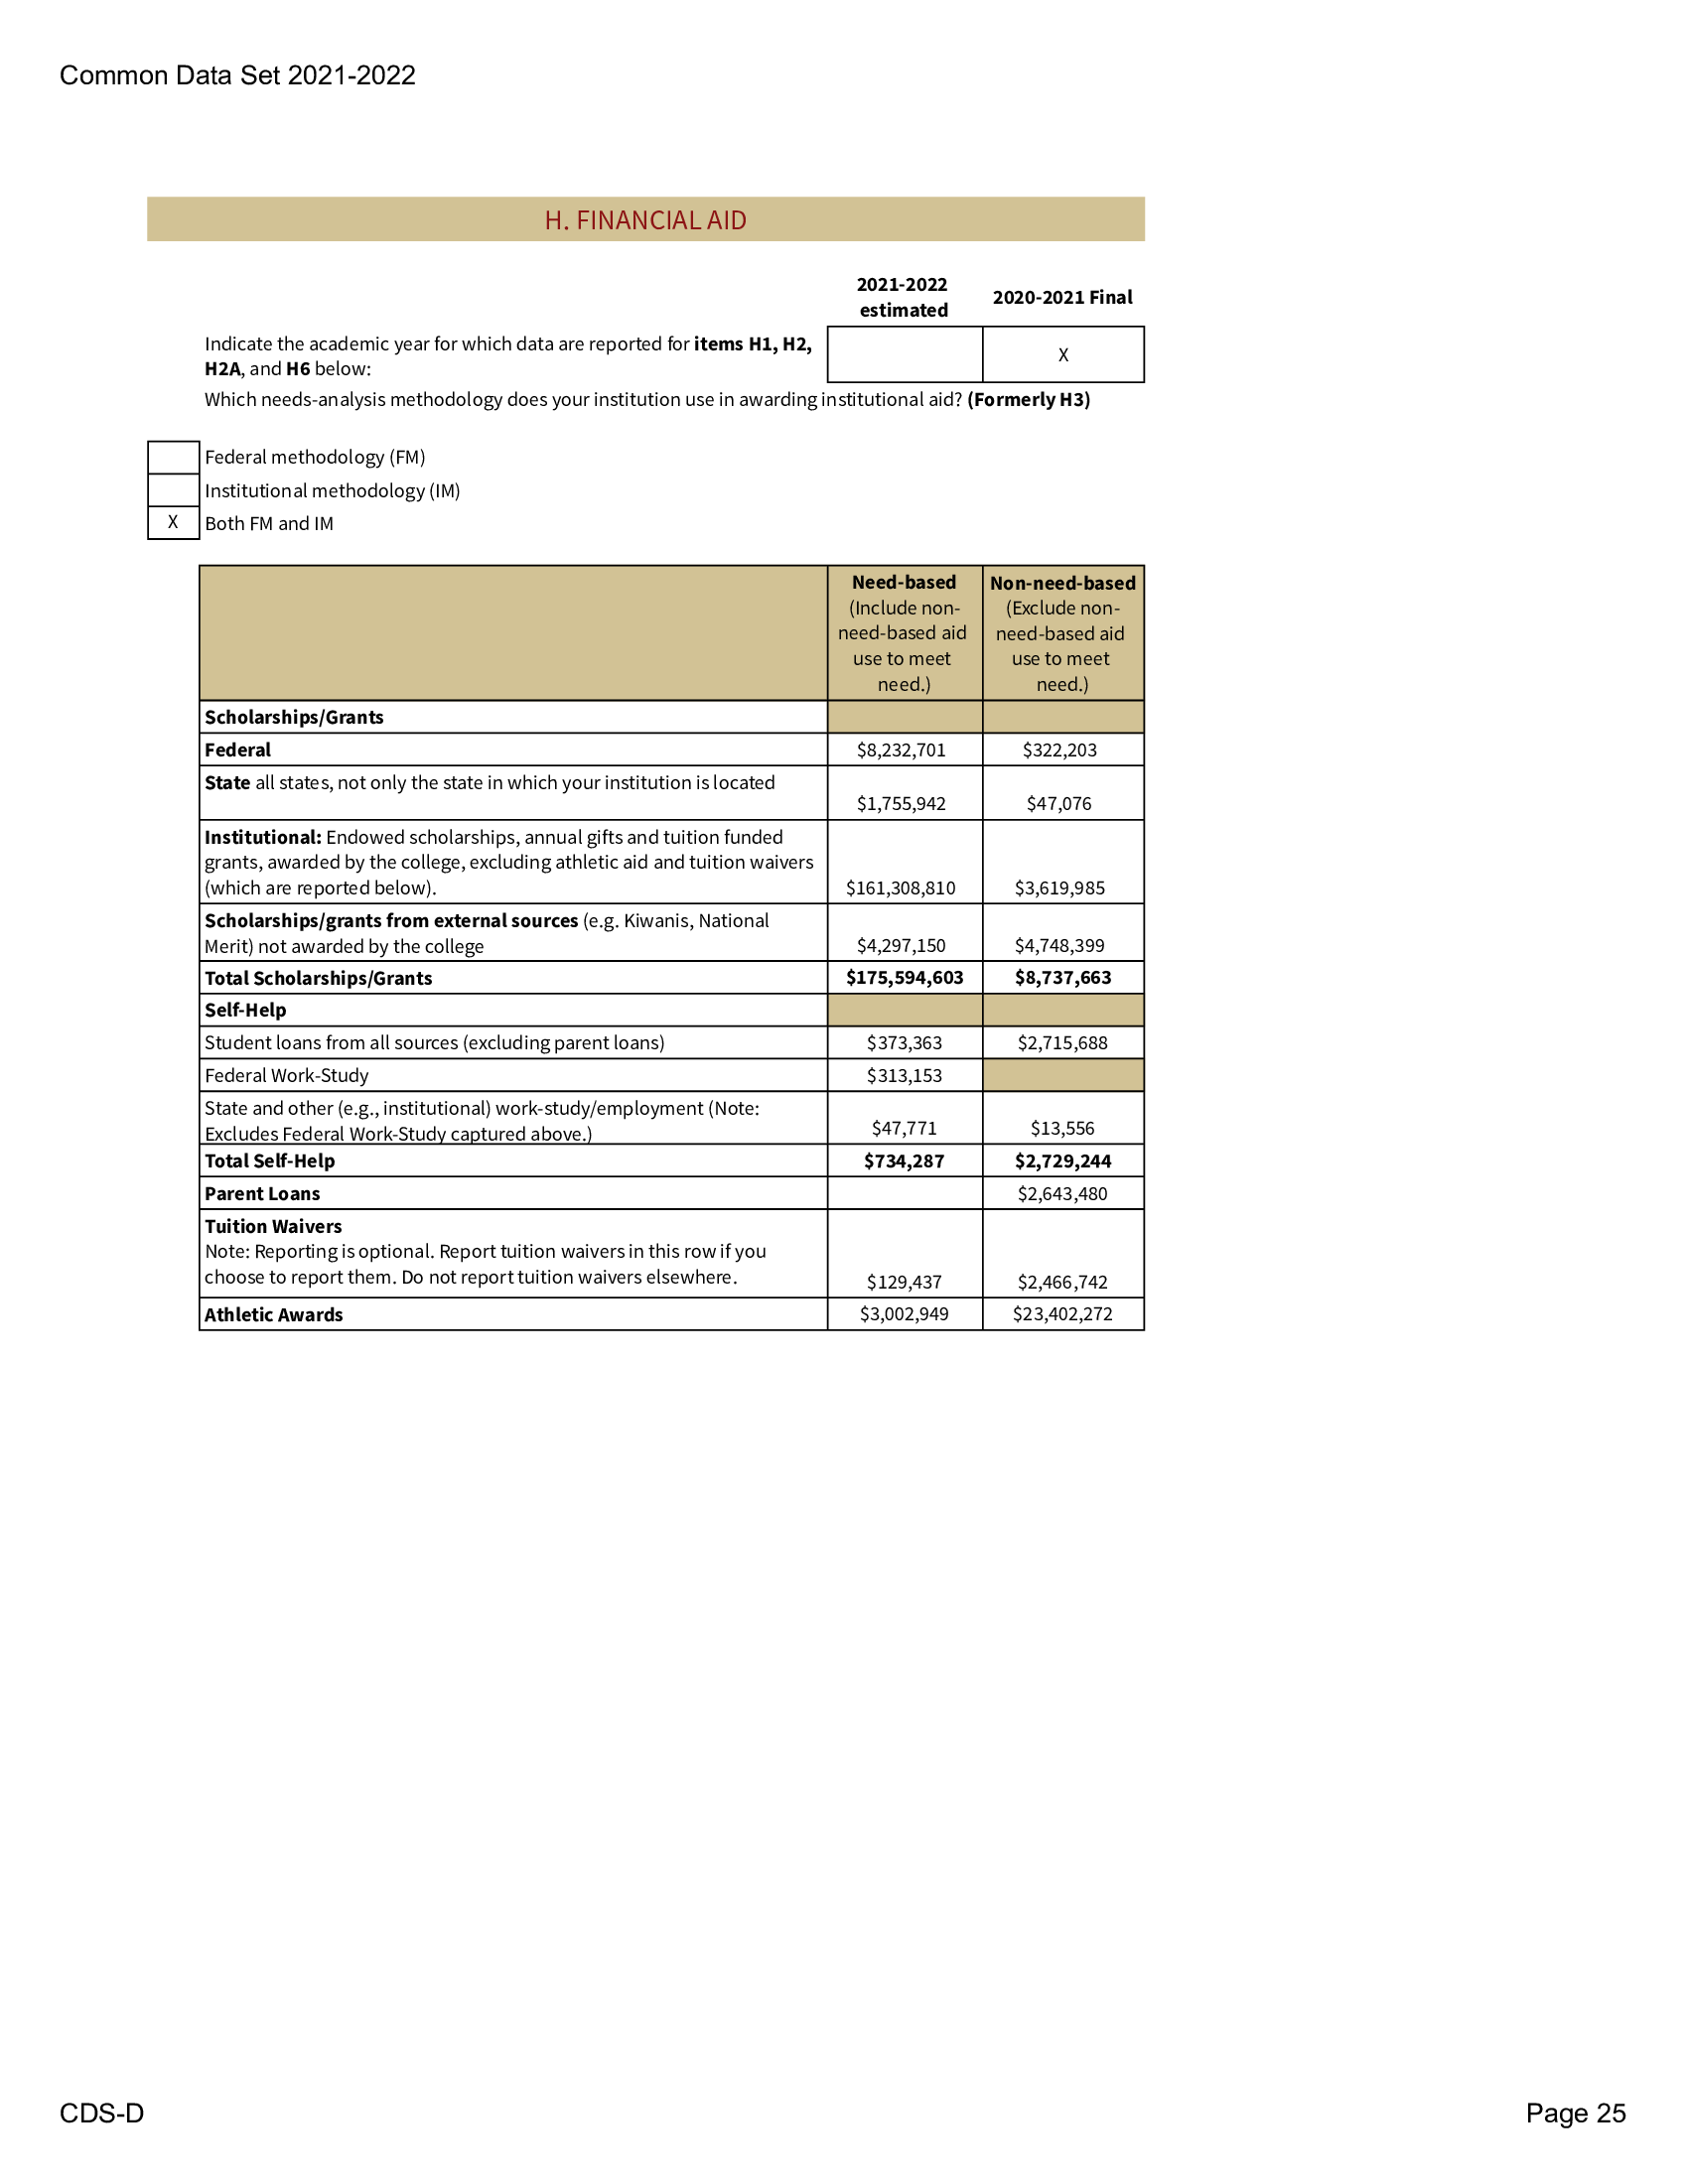 Common Data Set 2021-2022
H. FINANCIAL AID
2021-2022
estimated
2020-2021 Final
Indicate the academic year for which data are reported for items H1, H2,
H2A, and H6 below:
X
Which needs-analysis methodology does your institution use in awarding institutional aid? (Formerly H3)
Federal methodology (FM)
Institutional methodology (IM)
X Both FM and IM
Need-based
(Include non-
need-based aid
use to meet
need.)
Non-need-based
(Exclude non-
need-based aid
use to meet
need.)
Scholarships/Grants
Federal $8,232,701 $322,203
State all states, not only the state in which your institution is located
$1,755,942 $47,076
Institutional: Endowed scholarships, annual gifts and tuition funded
grants, awarded by the college, excluding athletic aid and tuition waivers
(which are reported below). $161,308,810 $3,619,985
Scholarships/grants from external sources (e.g. Kiwanis, National
Merit) not awarded by the college $4,297,150 $4,748,399
Total Scholarships/Grants $175,594,603 $8,737,663
Self-Help
Student loans from all sources (excluding parent loans) $373,363 $2,715,688
Federal Work-Study $313,153
State and other (e.g., institutional) work-study/employment (Note:
Excludes Federal Work-Study captured above.) $47,771 $13,556
Total Self-Help $734,287 $2,729,244
Parent Loans $2,643,480
Tuition Waivers
Note: Reporting is optional. Report tuition waivers in this row if you
choose to report them. Do not report tuition waivers elsewhere. $129,437 $2,466,742
Athletic Awards $3,002,949 $23,402,272
CDS-D Page 25